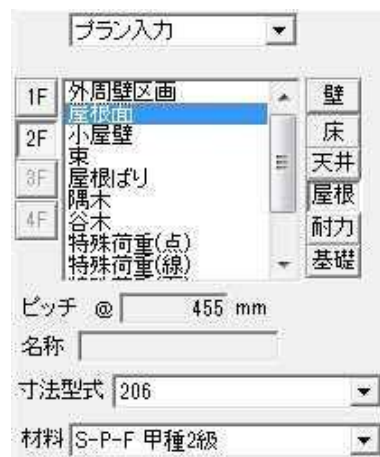 プラン入力
1F
2F
3F
4F
外周壁区画
屋根面
小屋壁
束
屋根ばり
隅木
谷木
特殊荷重(点)
特殊荷重(線)
壁
床
天井
屋根
耐力
基礎
ピッチ @ 455 mm
名称
寸法型式 206
材料 S-P-F 甲種2級